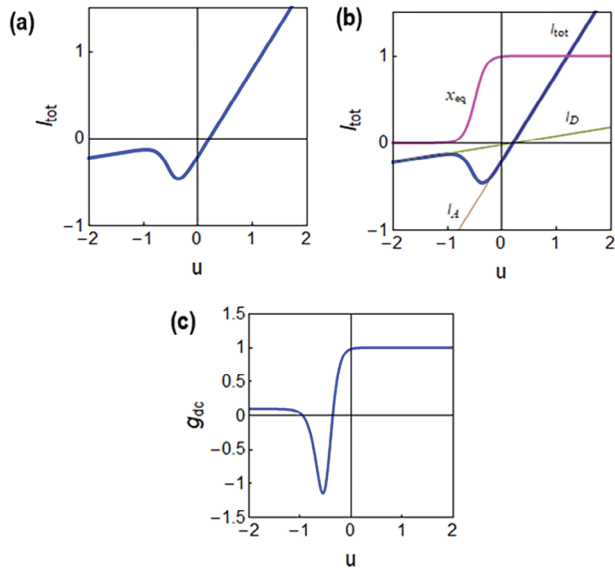 (a)
I_tot
1
0
-1
-2 -1 0 1 2
u
(b)
I_tot
1
0
-1
I_tot
x_eq
I_D
I_A
-2 -1 0 1 2
u
(c)
g_dc
1.5
1
0.5
0
-0.5
-1
-1.5
-2 -1 0 1 2
u